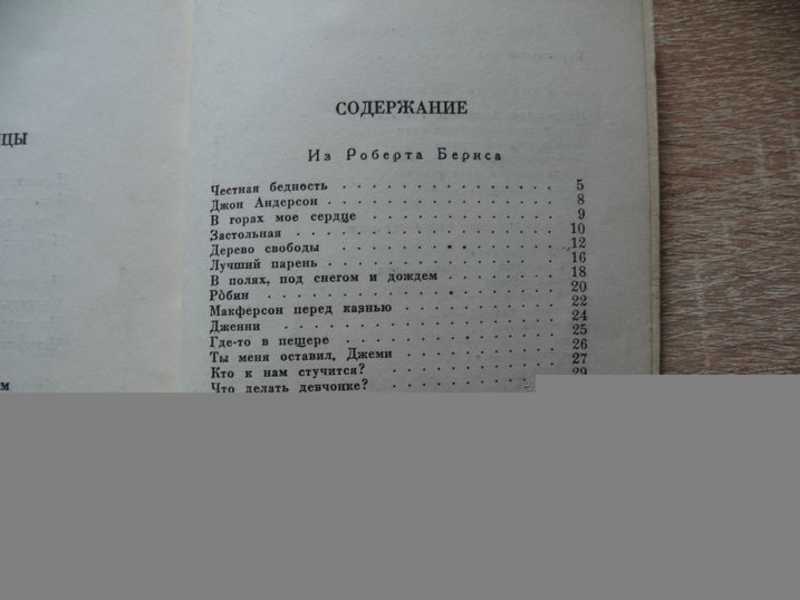 ЦЫ
СОДЕРЖАНИЕ
Из Роберта Бернса
Честная бедность . . . . . . . . . . . . . . . 5
Джон Андерсон . . . . . . . . . . . . . . . 8
В горах мое сердце . . . . . . . . . . . . . 9
Застольная . . . . . . . . . . . . . . . . . 10
Дерево свободы . . . . . . . . . . . . . . 12
Лучший парень . . . . . . . . . . . . . . . 16
В полях, под снегом и дождем . . . . . . . . 18
Робин . . . . . . . . . . . . . . . . . . . 20
Макферсон перед казнью . . . . . . . . . . . 22
Дженни . . . . . . . . . . . . . . . . . . 24
Где-то в пещере . . . . . . . . . . . . . . 25
Ты меня оставил, Джеми . . . . . . . . . . . 26
Кто к нам стучится? . . . . . . . . . . . . 27
м
Что делать девчонке? . . . . . . . . . . . . 29